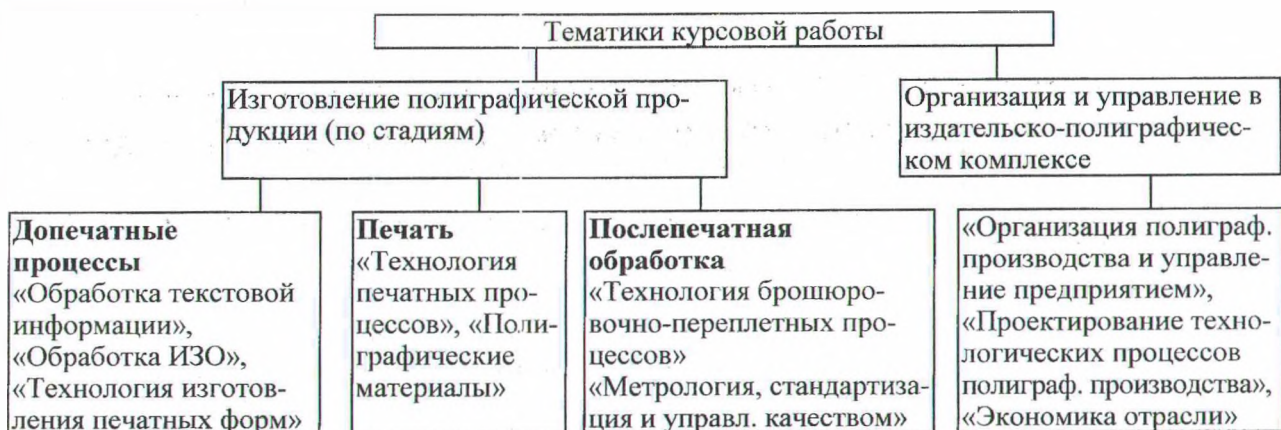 Тематики курсовой работы
Изготовление полиграфической про-
дукции (по стадиям)
Организация и управление в
издательско-полиграфичес-
ком комплексе
Допечатные
процессы
«Обработка текстовой
информации»,
«Обработка ИЗО»,
«Технология изготов-
ления печатных форм»
Печать
«Технология
печатных про-
цессов», «Поли-
графические
материалы»
Послепечатная
обработка
«Технология брошюро-
вочно-переплетных про-
цессов»
«Метрология, стандартиза-
ция и управл. качеством»
«Организация полиграф.
производства и управле-
ние предприятием»,
«Проектирование техно-
логических процессов
полиграф. производства»,
«Экономика отрасли»